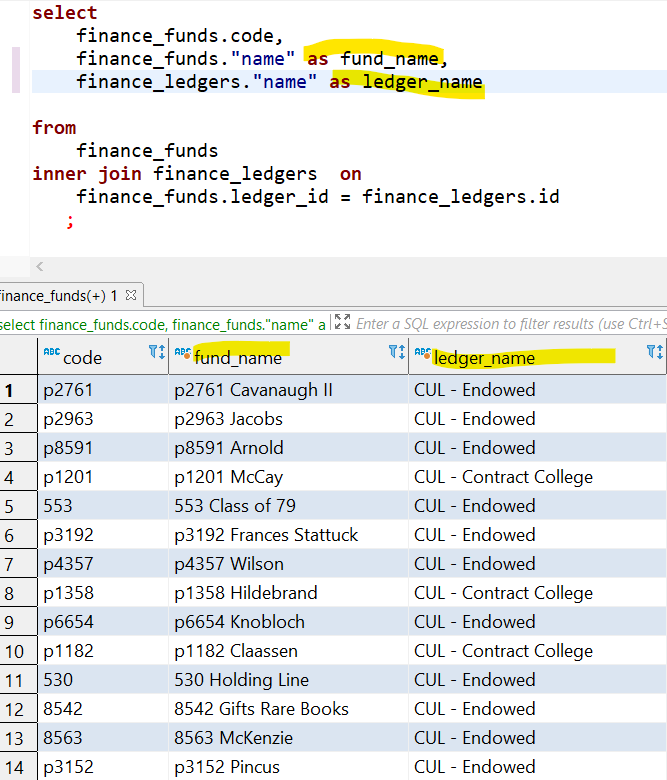 select
finance_funds.code,
finance_funds."name" as fund_name,
finance_ledgers."name" as ledger_name
from
finance_funds
inner join finance_ledgers  on
finance_funds.ledger_id = finance_ledgers.id
;
finance_funds(+) 1
select finance_funds.code, finance_funds."name" a Enter a SQL expression to filter results (use Ctrl+S
ABC code ABC fund_name ABC ledger_name
1 p2761 p2761 Cavanaugh II CUL - Endowed
2 p2963 p2963 Jacobs CUL - Endowed
3 p8591 p8591 Arnold CUL - Endowed
4 p1201 p1201 McCay CUL - Contract College
5 553 553 Class of 79 CUL - Endowed
6 p3192 p3192 Frances Stattuck CUL - Endowed
7 p4357 p4357 Wilson CUL - Endowed
8 p1358 p1358 Hildebrand CUL - Contract College
9 p6654 p6654 Knobloch CUL - Endowed
10 p1182 p1182 Claassen CUL - Contract College
11 530 530 Holding Line CUL - Endowed
12 8542 8542 Gifts Rare Books CUL - Endowed
13 8563 8563 McKenzie CUL - Endowed
14 p3152 p3152 Pincus CUL - Endowed